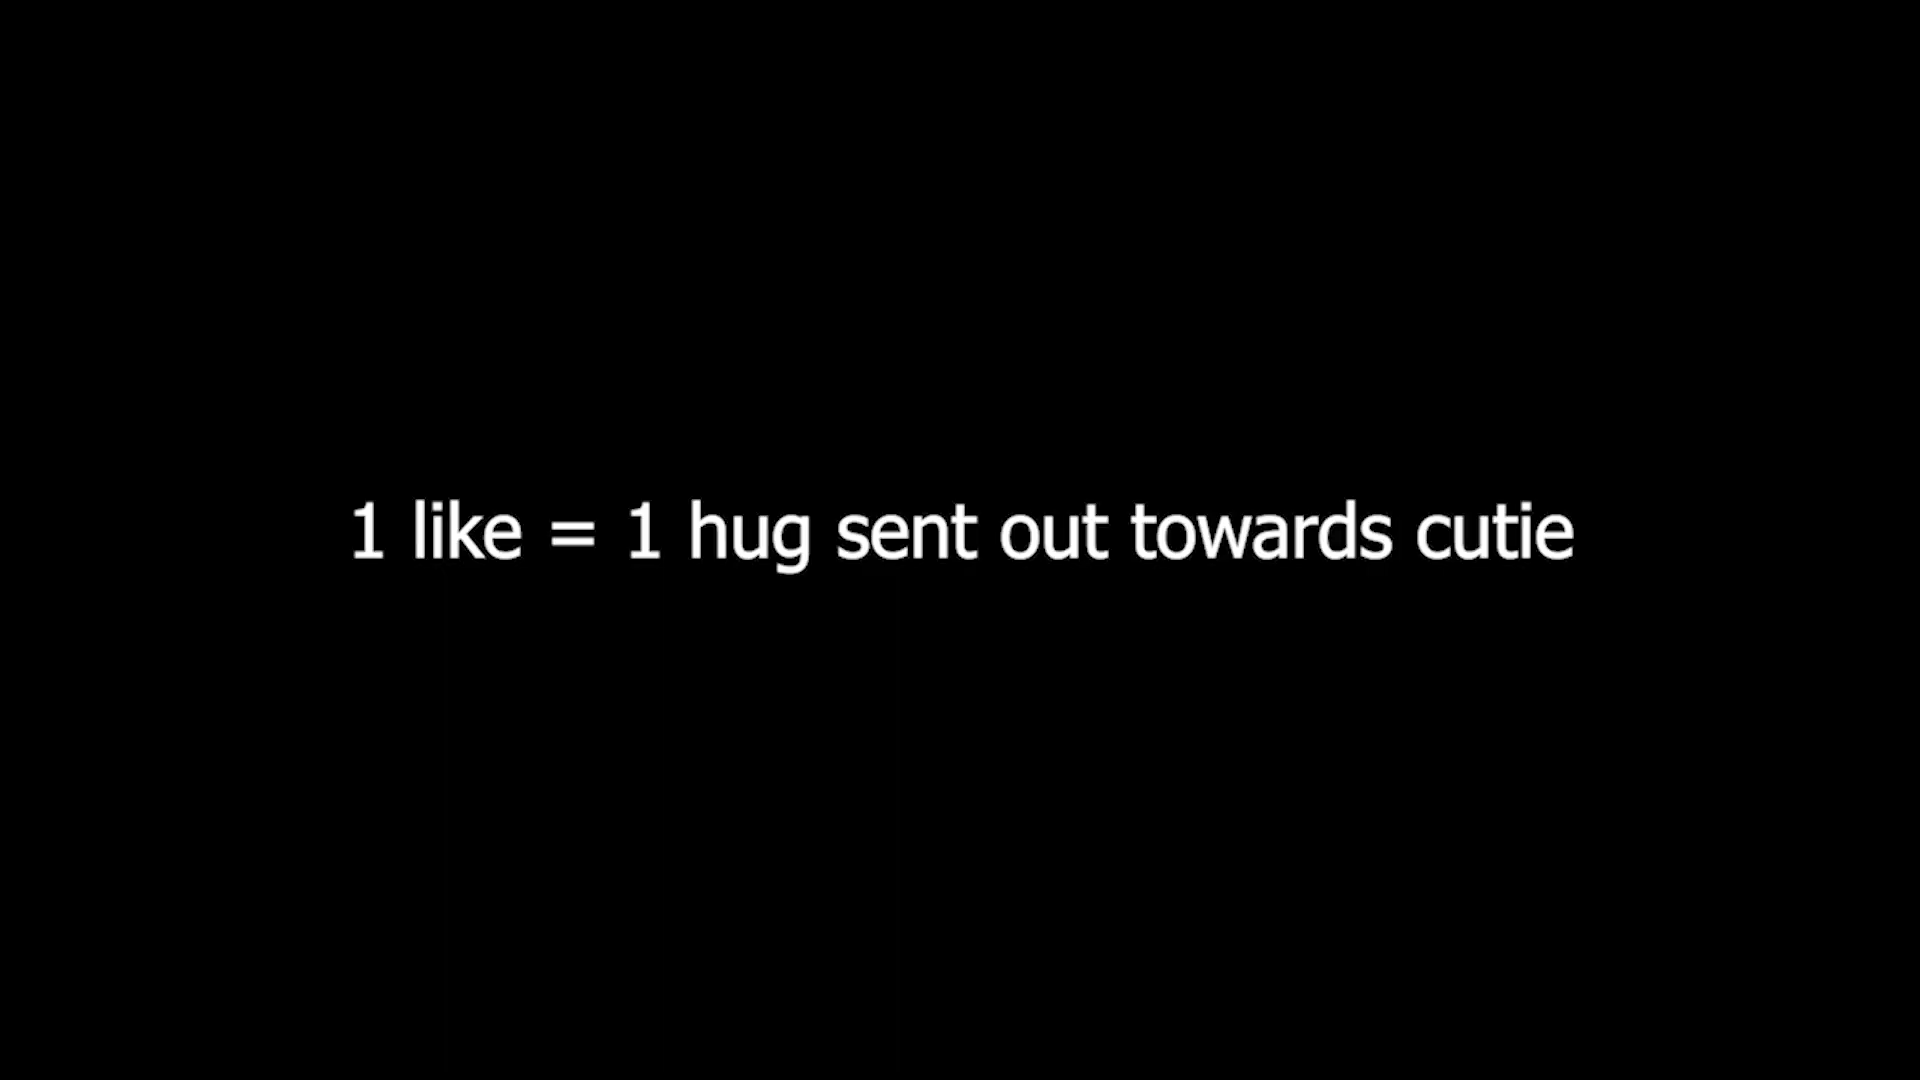 1 like = 1 hug sent out towards cutie